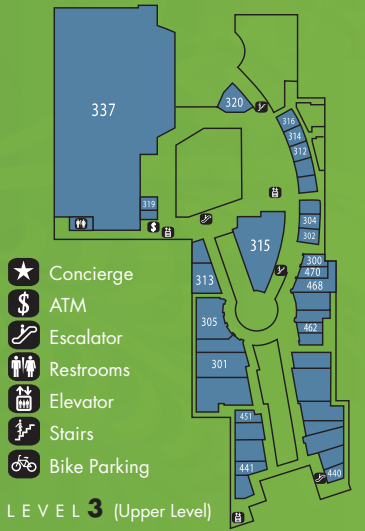 337
320
316
314
312
319
304
302
315
300
470
468
313
305
462
301
451
441
440
Concierge
$ ATM
Escalator
Restrooms
Elevator
Stairs
Bike Parking
LEVEL 3 (Upper Level)
$